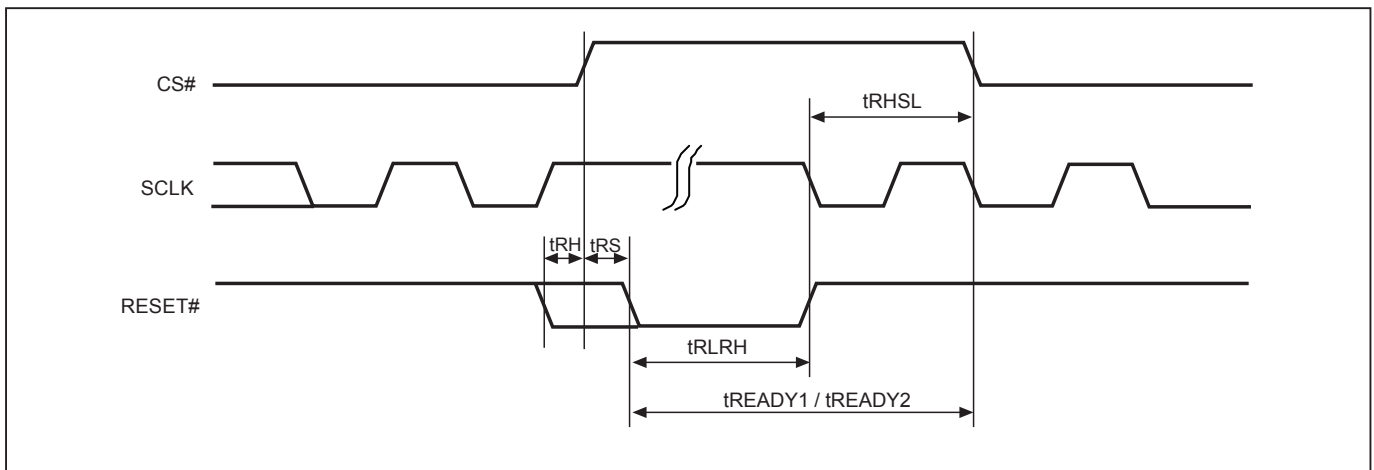 CS#
tRHSL
SCLK
tRH tRS
RESET#
tRLRH
tREADY1 / tREADY2